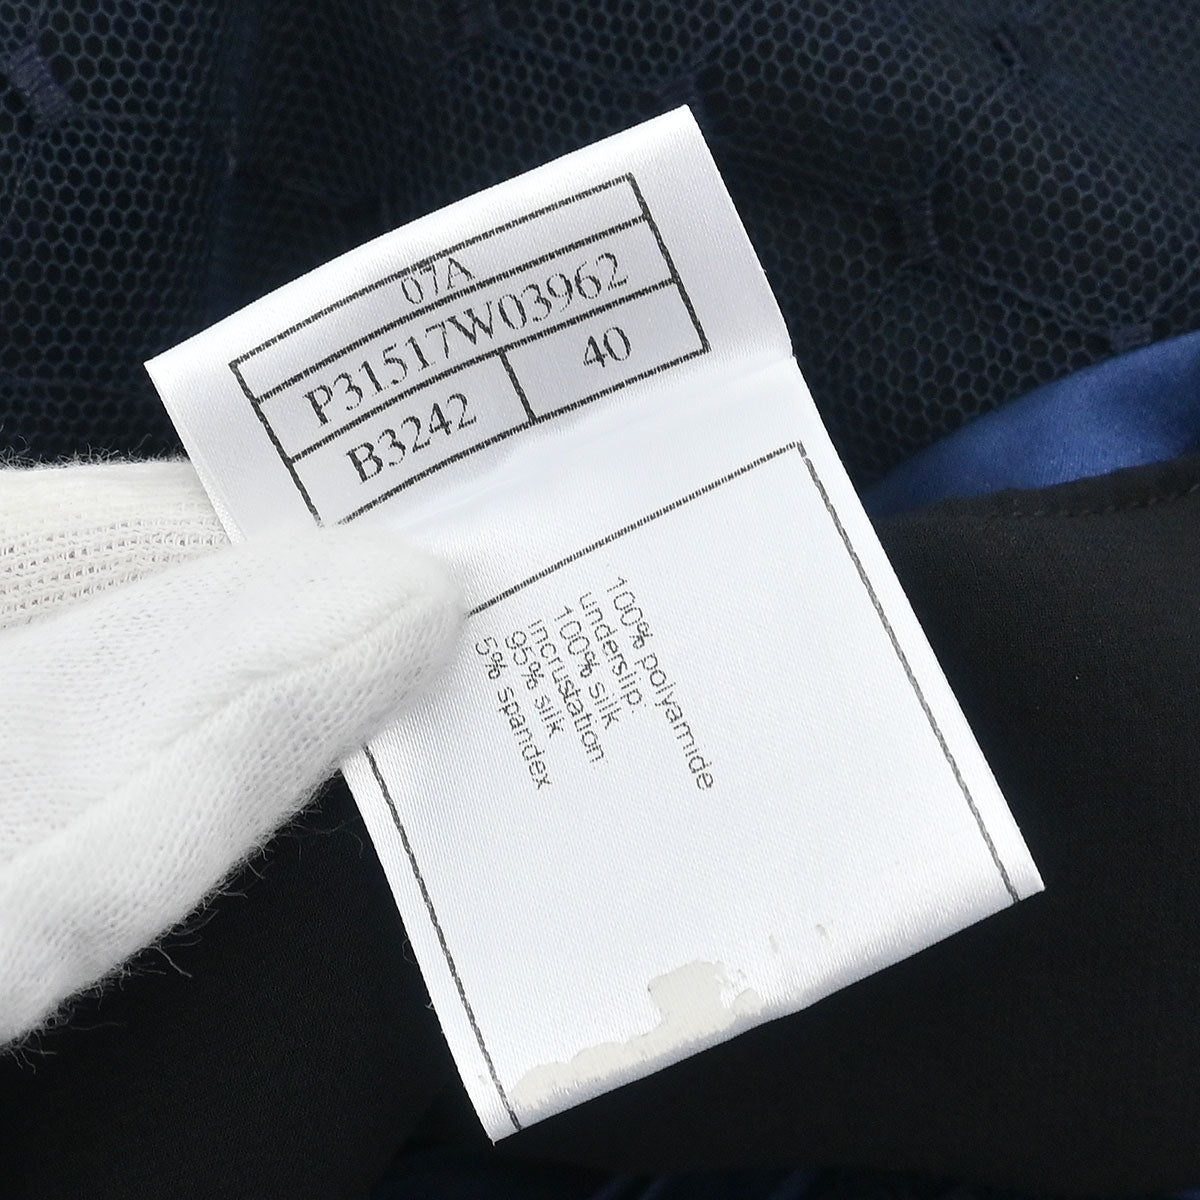 07A
P31517W03962
B3242 40
100% polyamide
underslip:
100% silk
incrustation
95% silk
5% spandex